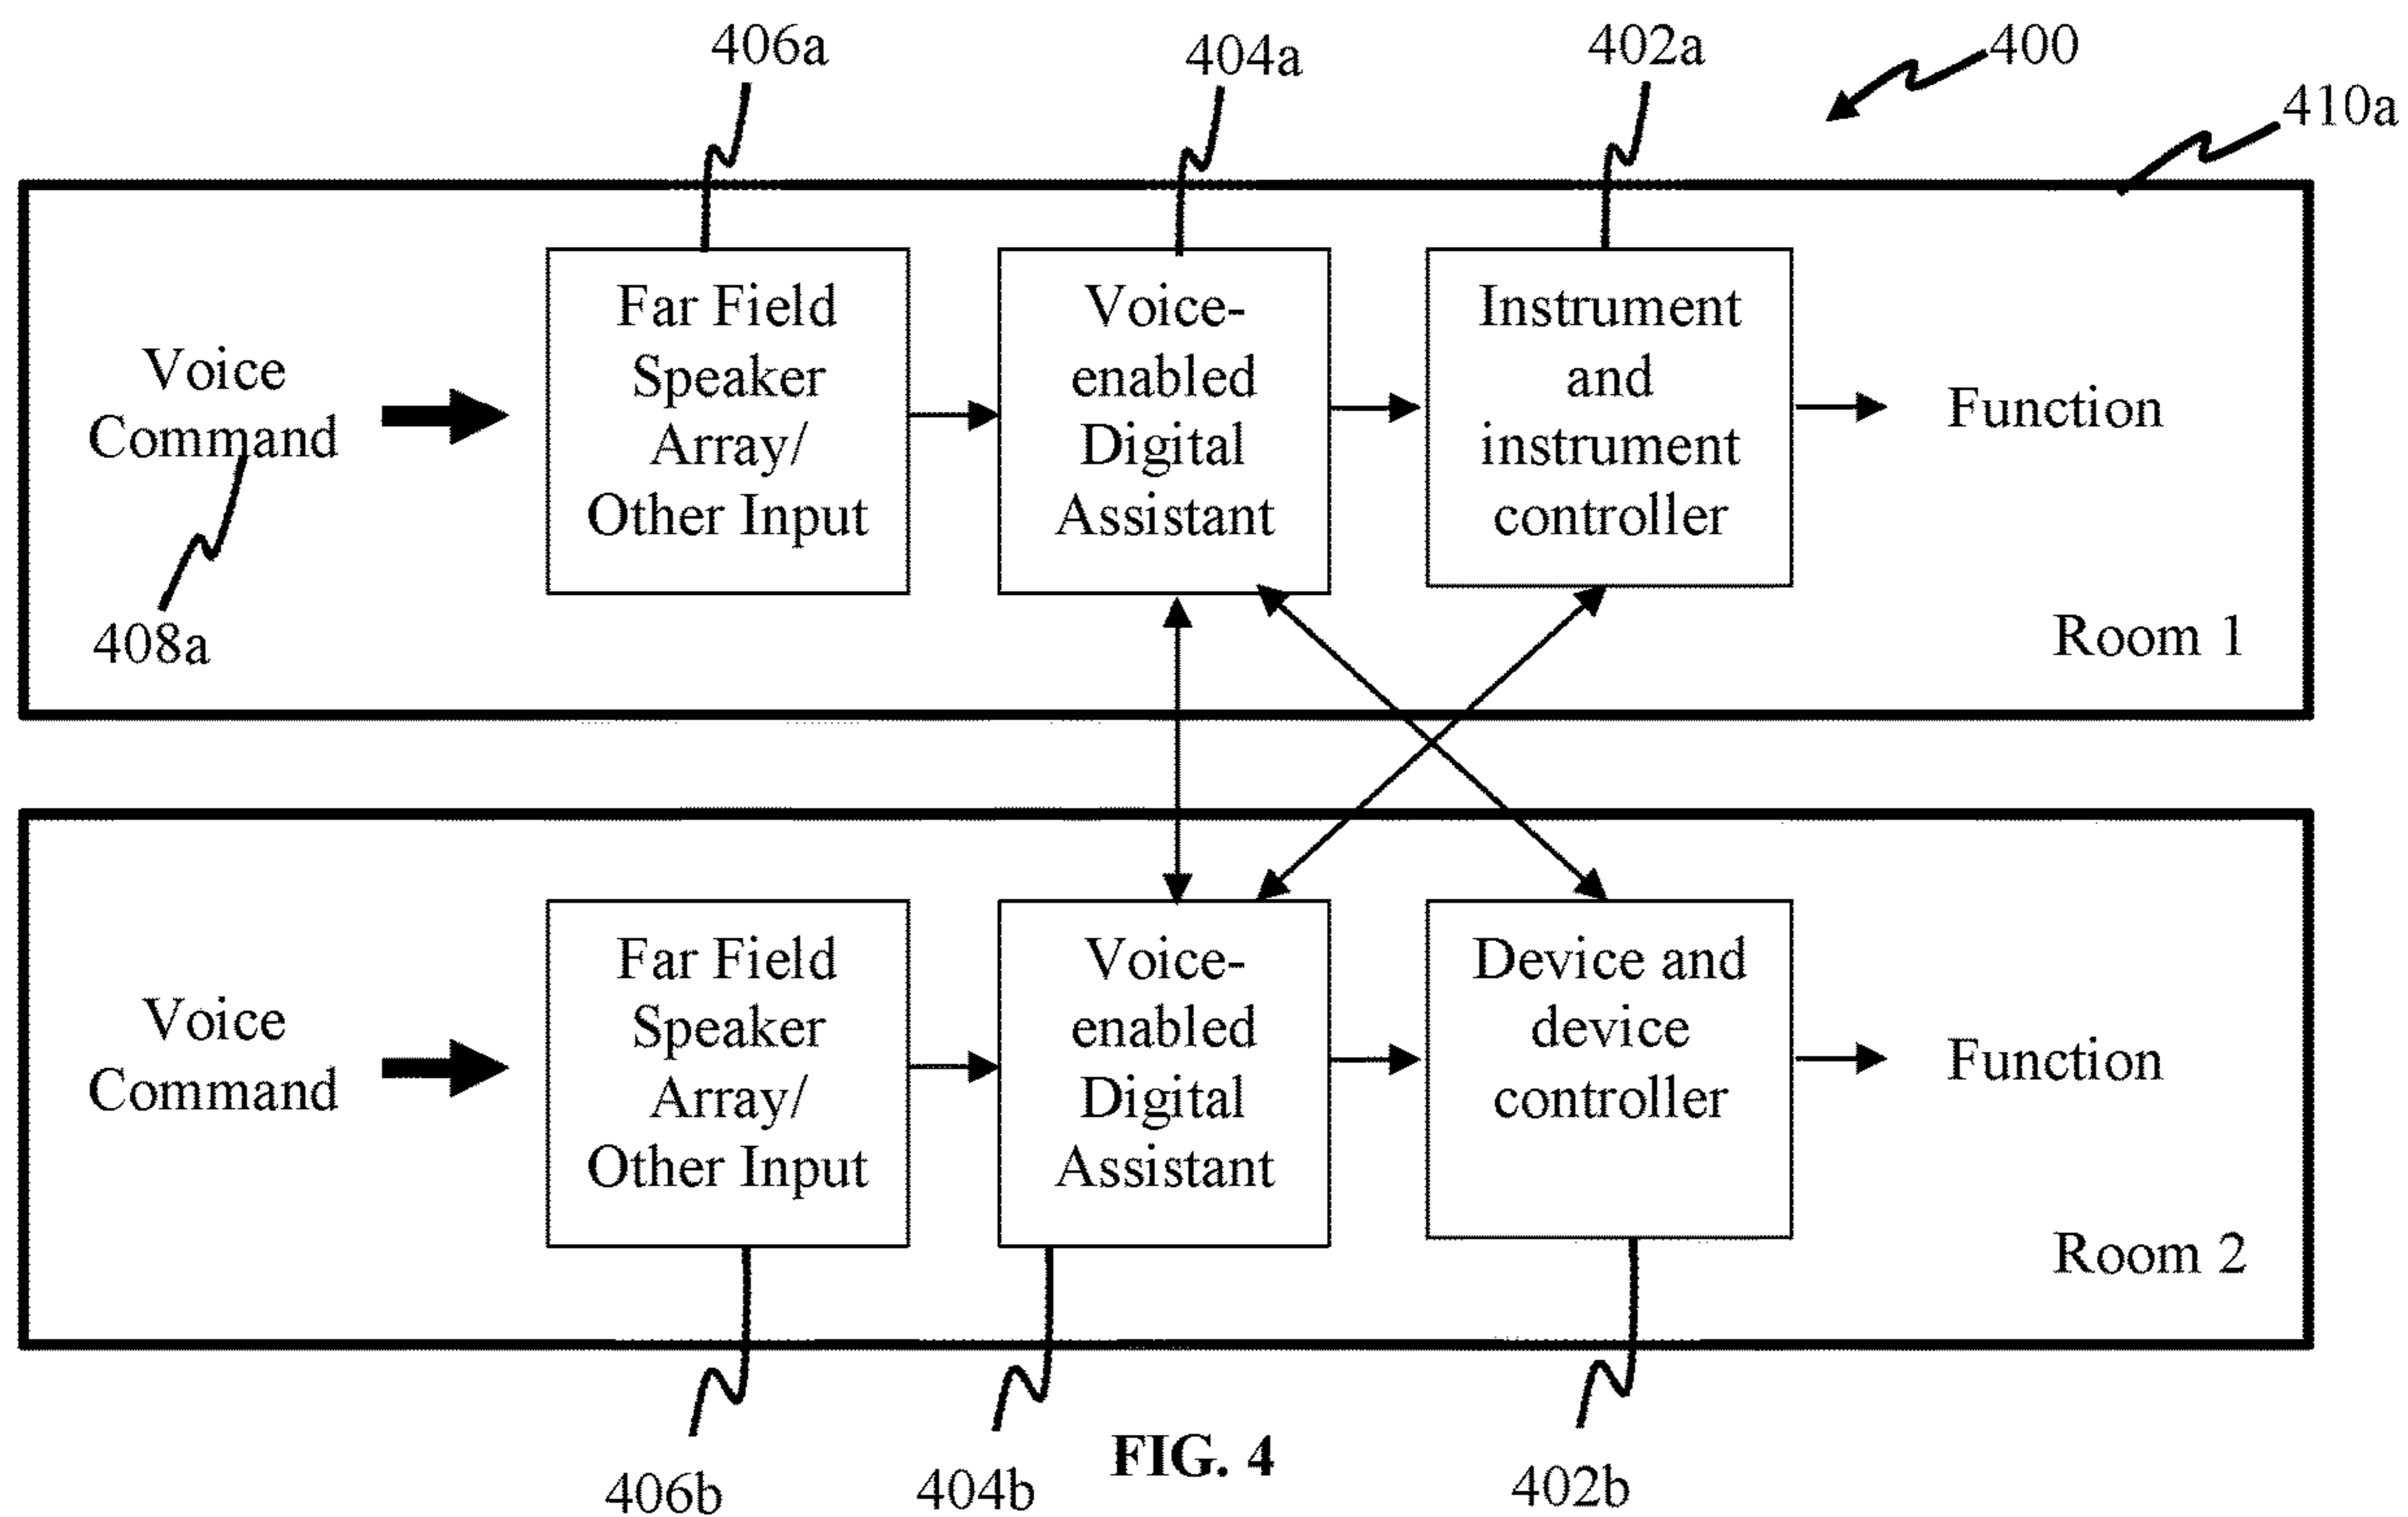 406a
404a
402a
400
410a
Voice
Command
408a
Far Field
Speaker
Array/
Other Input
Voice-
enabled
Digital
Assistant
Instrument
and
instrument
controller
Function
Room 1
Voice
Command
Far Field
Speaker
Array/
Other Input
Voice-
enabled
Digital
Assistant
Device and
device
controller
Function
Room 2
406b
404b
402b
FIG. 4